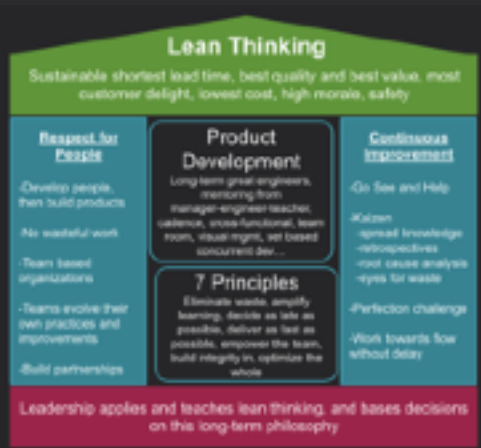 Lean Thinking
Sustainable shortest lead time, best quality and best value, most
customer delight, lowest cost, high morale, safety
Respect for
People
-Develop people,
then build products
-No wasteful work
-Team based
organizations
-Teams evolve their
own practices and
improvements
-Build partnerships
Product
Development
Long-term great engineers,
mentoring from
manager-engineer-teacher,
cadence, cross-functional, team
room, visual mgmt, set based
concurrent dev...
7 Principles
Eliminate waste, amplify
learning, decide as late as
possible, deliver as fast as
possible, empower the team,
build integrity in, optimize the
whole
Continuous
Improvement
-Go See and Help
-Kaizen
-spread knowledge
-retrospectives
-root cause analysis
-eyes for waste
-Perfection challenge
-Work towards flow
without delay
Leadership applies and teaches lean thinking, and bases decisions
on this long-term philosophy